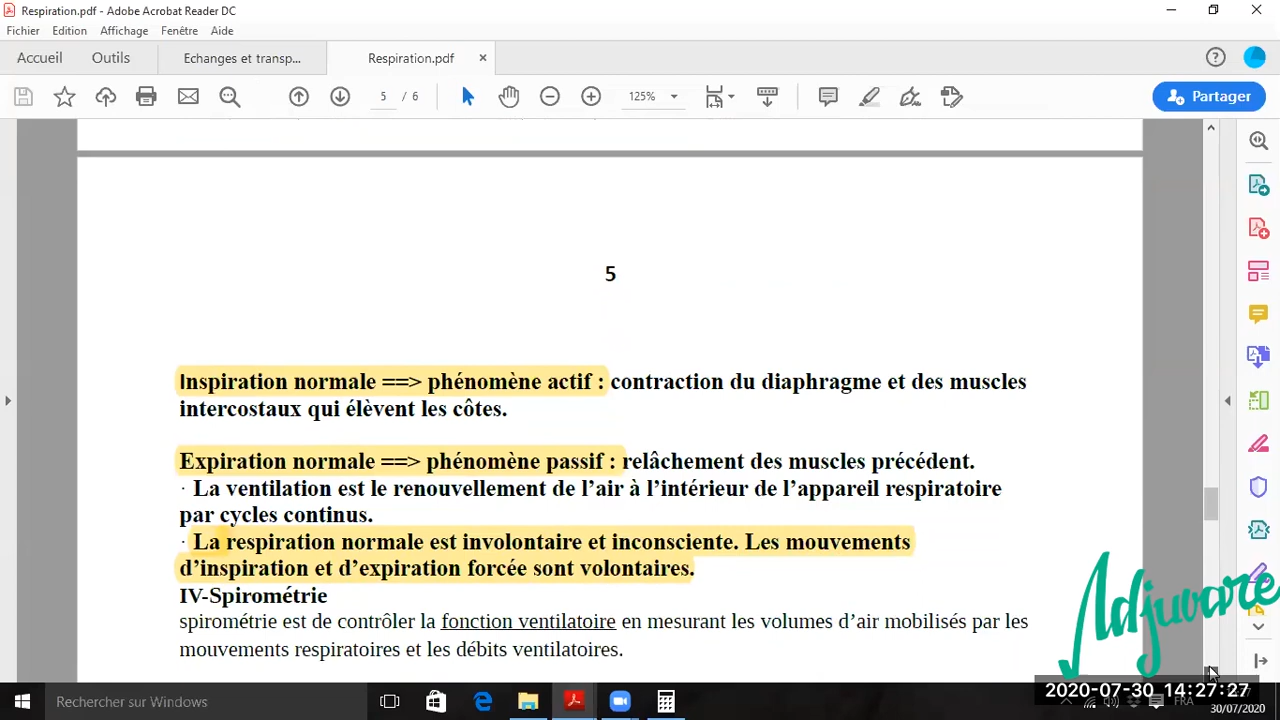 Respiration.pdf - Adobe Acrobat Reader DC
Fichier Edition Affichage Fenêtre Aide
Accueil Outils Echanges et transp... Respiration.pdf ×
5 / 6 125% Partager
5
Inspiration normale ==> phénomène actif : contraction du diaphragme et des muscles
intercostaux qui élèvent les côtes.
Expiration normale ==> phénomène passif : relâchement des muscles précédent.
· La ventilation est le renouvellement de l’air à l’intérieur de l’appareil respiratoire
par cycles continus.
· La respiration normale est involontaire et inconsciente. Les mouvements
d’inspiration et d’expiration forcée sont volontaires.
IV-Spirométrie
spirométrie est de contrôler la fonction ventilatoire en mesurant les volumes d’air mobilisés par les
mouvements respiratoires et les débits ventilatoires.
Adjuvare
2020-07-30 14:27:27
Rechercher sur Windows
FRA
30/07/2020